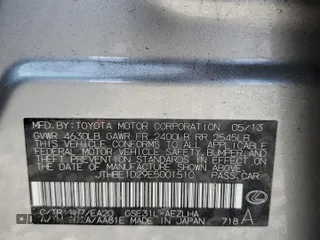 MFD.BY:TOYOTA MOTOR CORPORATION 05/13
GVWR 4630LB GAWR FR 2400LB RR 2545LB
THIS VEHICLE CONFORMS TO ALL APPLICABLE
FEDERAL MOTOR VEHICLE SAFETY, BUMPER AND
THEFT PREVENTION STANDARDS IN EFFECT ON
THE DATE OF MANUFACTURE SHOWN ABOVE.
JTHBE1D29E5001510 PASS.CAR
C/TR: /EA20 GSE31L-AEZLHA
MADE IN JAPAN 718 A